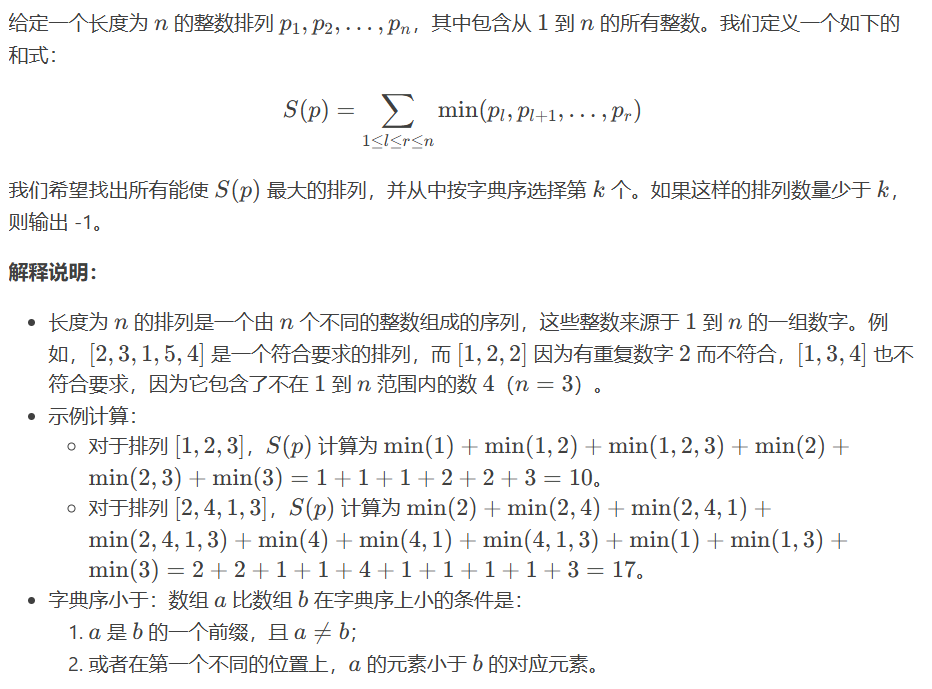 给定一个长度为 n 的整数排列 p₁, p₂, . . . , pₙ，其中包含从 1 到 n 的所有整数。我们定义一个如下的
和式：
S(p) = ∑ min(pₗ, pₗ₊₁, . . . , pᵣ)
1≤l≤r≤n
我们希望找出所有能使 S(p) 最大的排列，并从中按字典序选择第 k 个。如果这样的排列数量少于 k，
则输出 -1。
解释说明：
• 长度为 n 的排列是一个由 n 个不同的整数组成的序列，这些整数来源于 1 到 n 的一组数字。例
如，[2, 3, 1, 5, 4] 是一个符合要求的排列，而 [1, 2, 2] 因为有重复数字 2 而不符合，[1, 3, 4] 也不
符合要求，因为它包含了不在 1 到 n 范围内的数 4（n = 3）。
• 示例计算：
◦ 对于排列 [1, 2, 3]，S(p) 计算为 min(1) + min(1, 2) + min(1, 2, 3) + min(2) +
min(2, 3) + min(3) = 1 + 1 + 1 + 2 + 2 + 3 = 10。
◦ 对于排列 [2, 4, 1, 3]，S(p) 计算为 min(2) + min(2, 4) + min(2, 4, 1) +
min(2, 4, 1, 3) + min(4) + min(4, 1) + min(4, 1, 3) + min(1) + min(1, 3) +
min(3) = 2 + 2 + 1 + 1 + 4 + 1 + 1 + 1 + 1 + 3 = 17。
• 字典序小于：数组 a 比数组 b 在字典序上小的条件是：
1. a 是 b 的一个前缀，且 a ≠ b；
2. 或者在第一个不同的位置上，a 的元素小于 b 的对应元素。